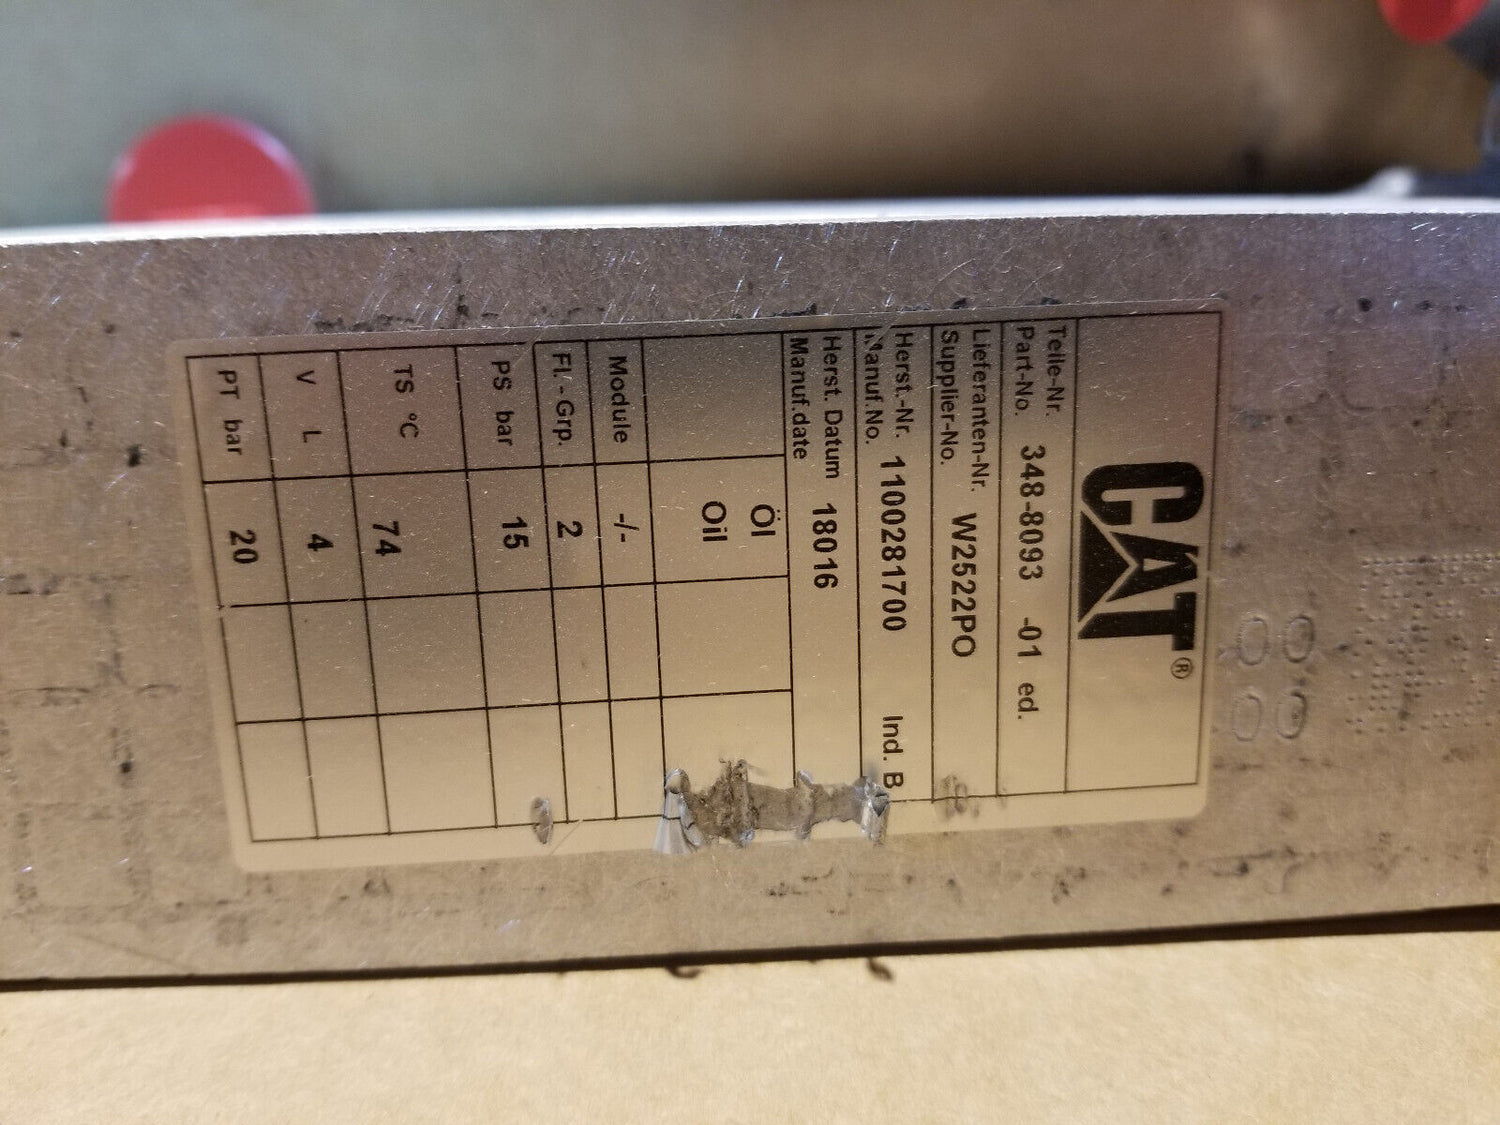 CAT®
Teile-Nr.
Part-No. 348-8093 -01 ed.
Lieferanten-Nr.
Supplier-No. W2522PO
Herst.-Nr.
Manuf.No. 1100281700 Ind. B
Herst. Datum
Manuf.date 18016
Öl
Oil
Module -/-
Fl.-Grp. 2
PS bar 15
TS °C 74
V L 4
PT bar 20